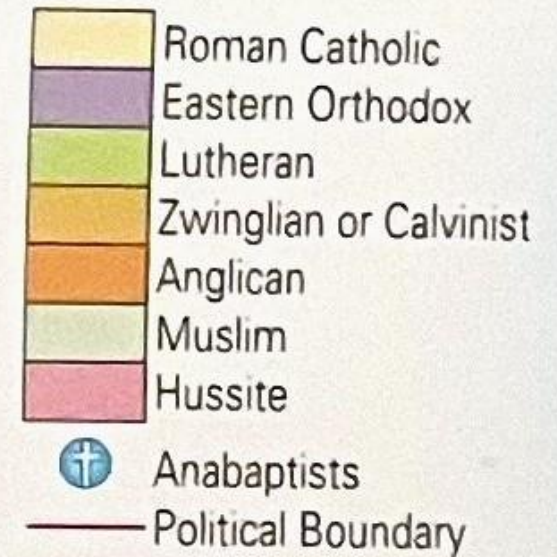 Roman Catholic
Eastern Orthodox
Lutheran
Zwinglian or Calvinist
Anglican
Muslim
Hussite
Anabaptists
Political Boundary